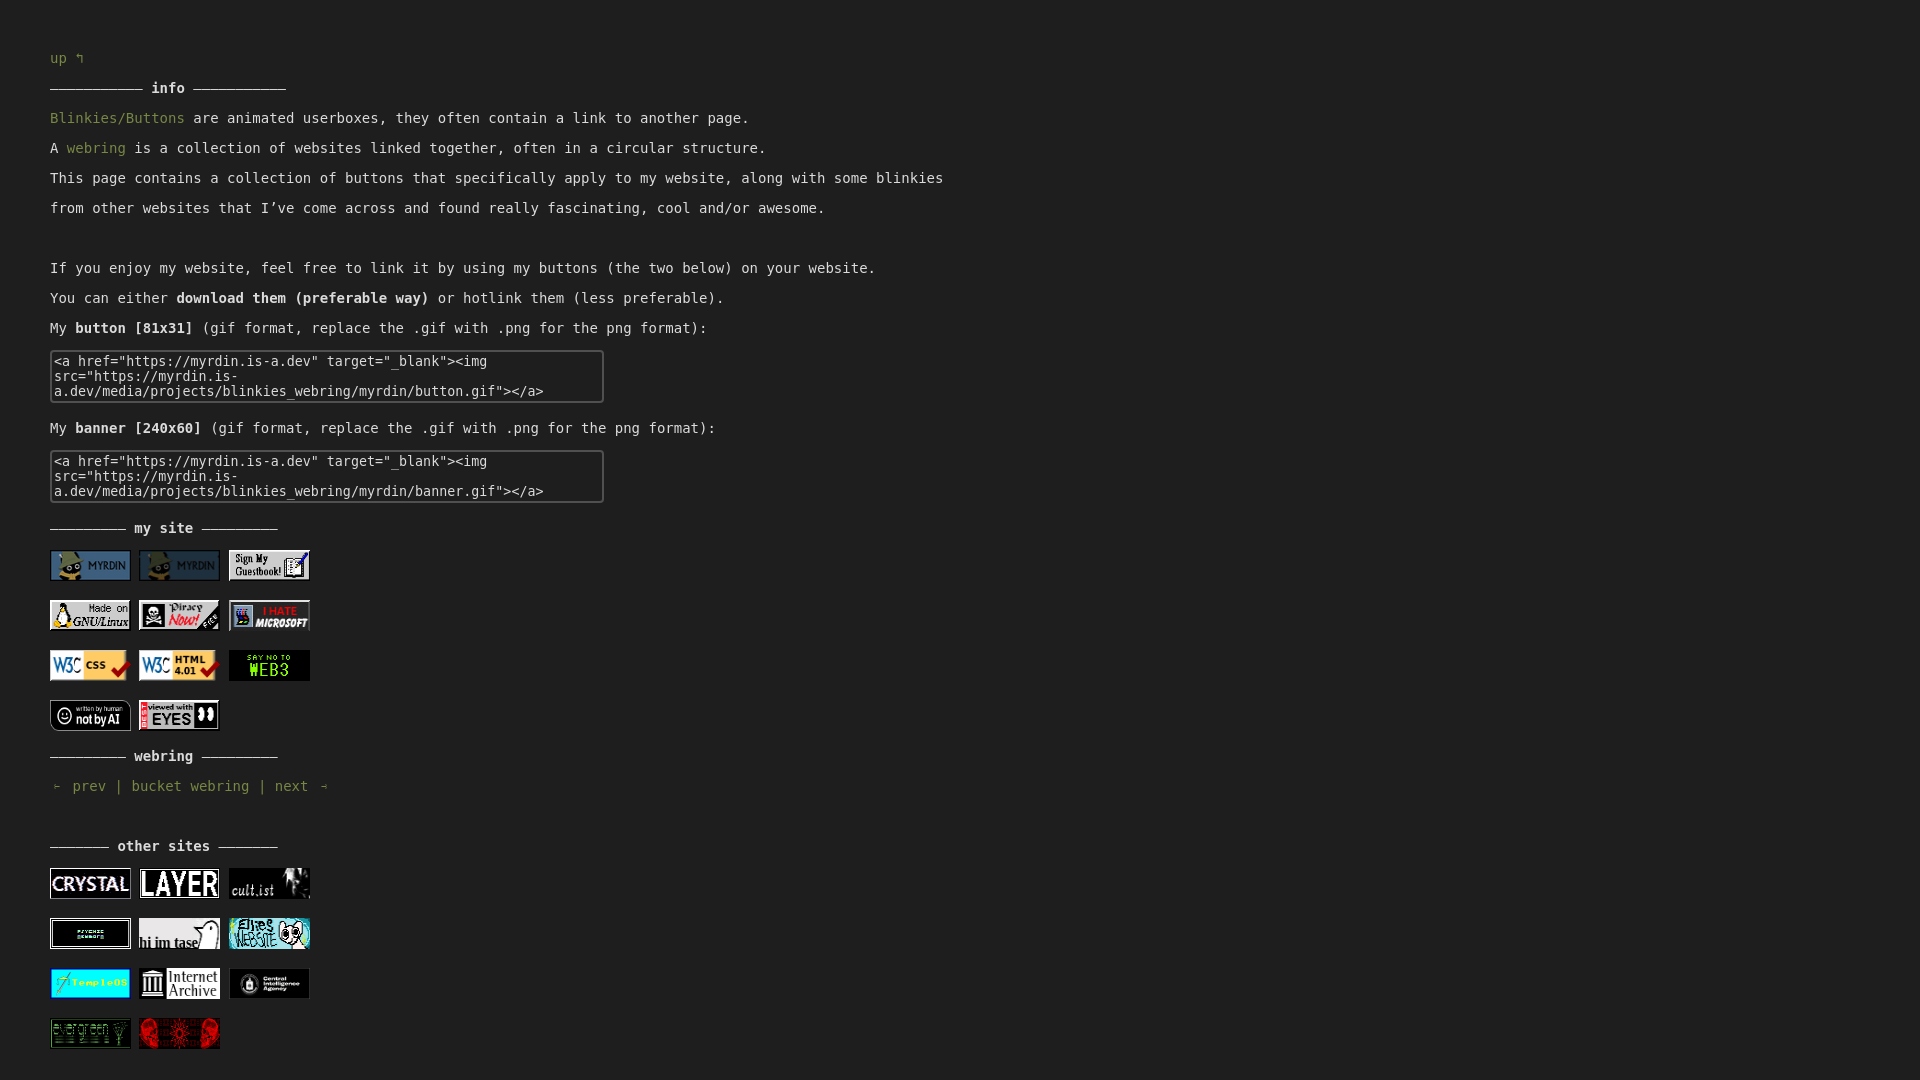 up ↰
——————————— info ———————————
Blinkies/Buttons are animated userboxes, they often contain a link to another page.
A webring is a collection of websites linked together, often in a circular structure.
This page contains a collection of buttons that specifically apply to my website, along with some blinkies
from other websites that I’ve come across and found really fascinating, cool and/or awesome.
If you enjoy my website, feel free to link it by using my buttons (the two below) on your website.
You can either download them (preferable way) or hotlink them (less preferable).
My button [81x31] (gif format, replace the .gif with .png for the png format):
<a href="https://myrdin.is-a.dev" target="_blank"><img
src="https://myrdin.is-
a.dev/media/projects/blinkies_webring/myrdin/button.gif"></a>
My banner [240x60] (gif format, replace the .gif with .png for the png format):
<a href="https://myrdin.is-a.dev" target="_blank"><img
src="https://myrdin.is-
a.dev/media/projects/blinkies_webring/myrdin/banner.gif"></a>
————————— my site —————————
MYRDIN
MYRDIN
Sign My
Guestbook!
Made on
GNU/Linux
Piracy
Now!
FREE
I HATE
MICROSOFT
W3C CSS
W3C HTML
4.01
SAY NO TO
WEB3
written by human
not by AI
BEST
viewed with
EYES
————————— webring —————————
← prev | bucket webring | next →
——————— other sites ———————
CRYSTAL
LAYER
cult.ist
PSYCHIC
hi im tase
Ellies
WEBSITE
TempleOS
Internet
Archive
Central
Intelligence
Agency
evergreen